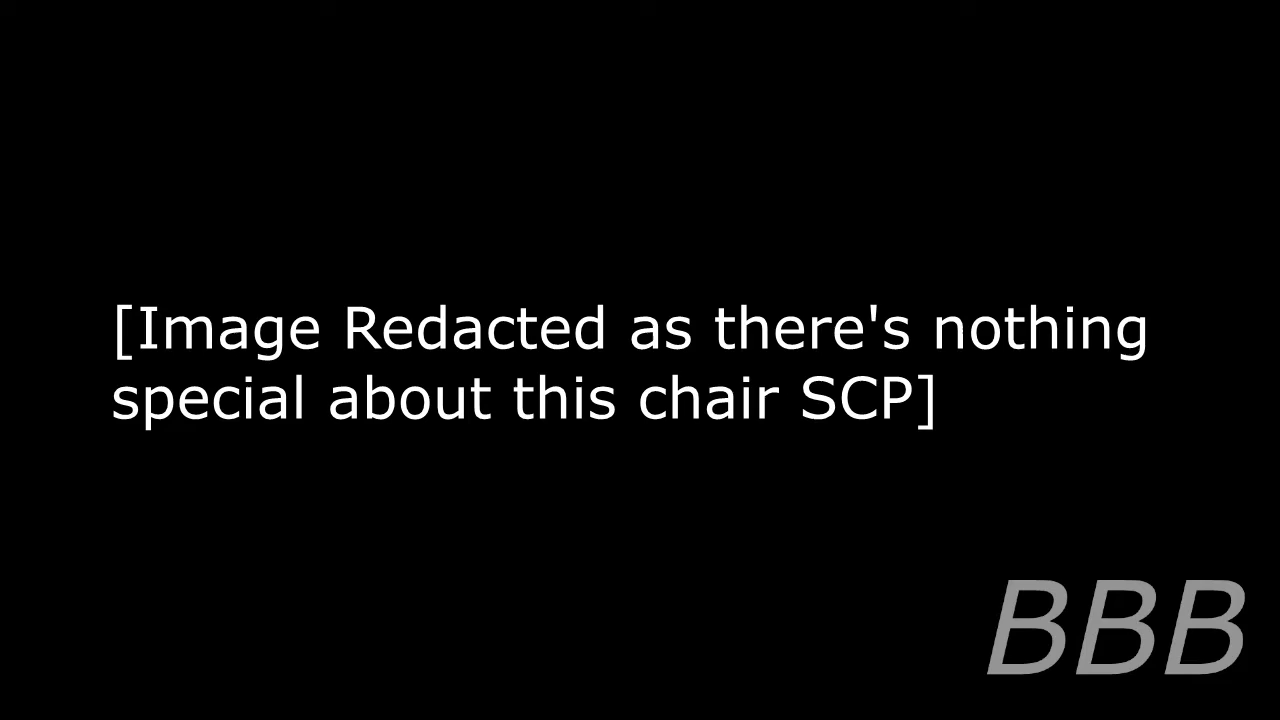 [Image Redacted as there's nothing
special about this chair SCP]
BBB